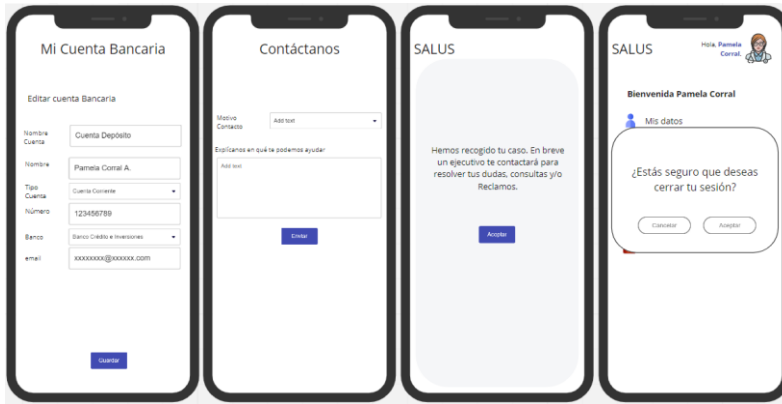 Mi Cuenta Bancaria
Editar cuenta Bancaria
Nombre
Cuenta
Cuenta Depósito
Nombre
Pamela Corral A.
Tipo
Cuenta
Cuenta Corriente
Número
123456789
Banco
Banco Crédito e Inversiones
email
xxxxxxxx@xxxxxx.com
Guardar
Contáctanos
Motivo
Contacto
Add text
Explícanos en qué te podemos ayudar
Add text
Enviar
SALUS
Hemos recogido tu caso. En breve
un ejecutivo te contactará para
resolver tus dudas, consultas y/o
Reclamos.
Aceptar
SALUS
Hola, Pamela
Corral.
Bienvenida Pamela Corral
Mis datos
¿Estás seguro que deseas
cerrar tu sesión?
Cancelar
Aceptar